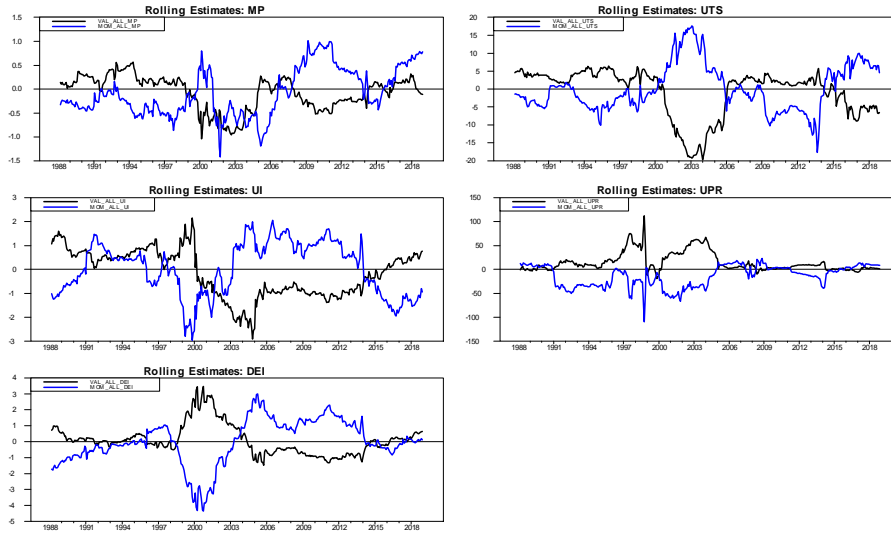 Rolling Estimates: MP
VAL_ALL_MP
MOM_ALL_MP
1.5
1.0
0.5
0.0
-0.5
-1.0
-1.5
1988 1991 1994 1997 2000 2003 2006 2009 2012 2015 2018
Rolling Estimates: UTS
VAL_ALL_UTS
MOM_ALL_UTS
20
15
10
5
0
-5
-10
-15
-20
1988 1991 1994 1997 2000 2003 2006 2009 2012 2015 2018
Rolling Estimates: UI
VAL_ALL_UI
MOM_ALL_UI
3
2
1
0
-1
-2
-3
1988 1991 1994 1997 2000 2003 2006 2009 2012 2015 2018
Rolling Estimates: UPR
VAL_ALL_UPR
MOM_ALL_UPR
150
100
50
0
-50
-100
-150
1988 1991 1994 1997 2000 2003 2006 2009 2012 2015 2018
Rolling Estimates: DEI
VAL_ALL_DEI
MOM_ALL_DEI
4
3
2
1
0
-1
-2
-3
-4
-5
1988 1991 1994 1997 2000 2003 2006 2009 2012 2015 2018